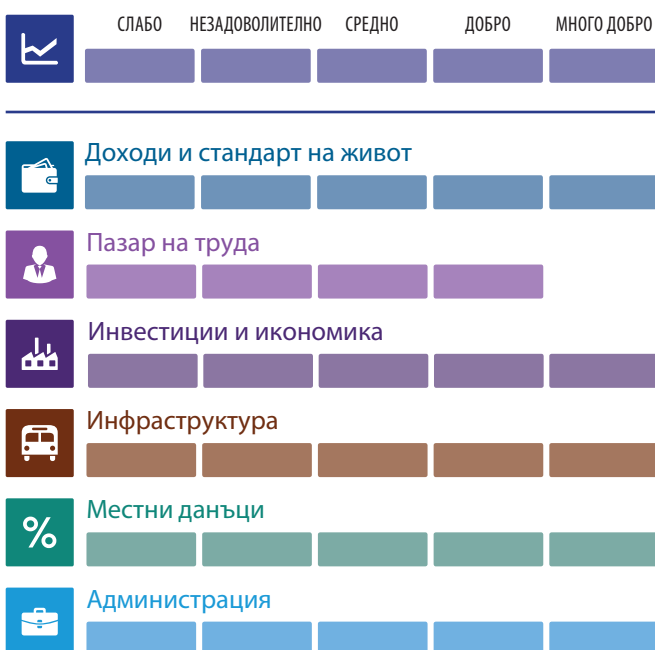 СЛАБО НЕЗАДОВОЛИТЕЛНО СРЕДНО ДОБРО МНОГО ДОБРО
Доходи и стандарт на живот
Пазар на труда
Инвестиции и икономика
Инфраструктура
Местни данъци
%
Администрация